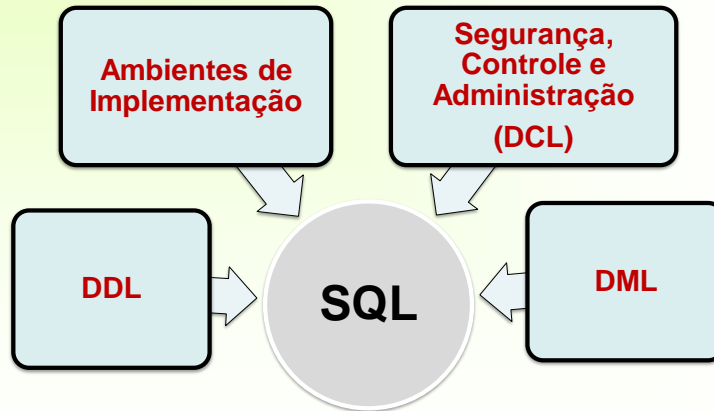 Ambientes de
Implementação
Segurança,
Controle e
Administração
(DCL)
DDL
SQL
DML